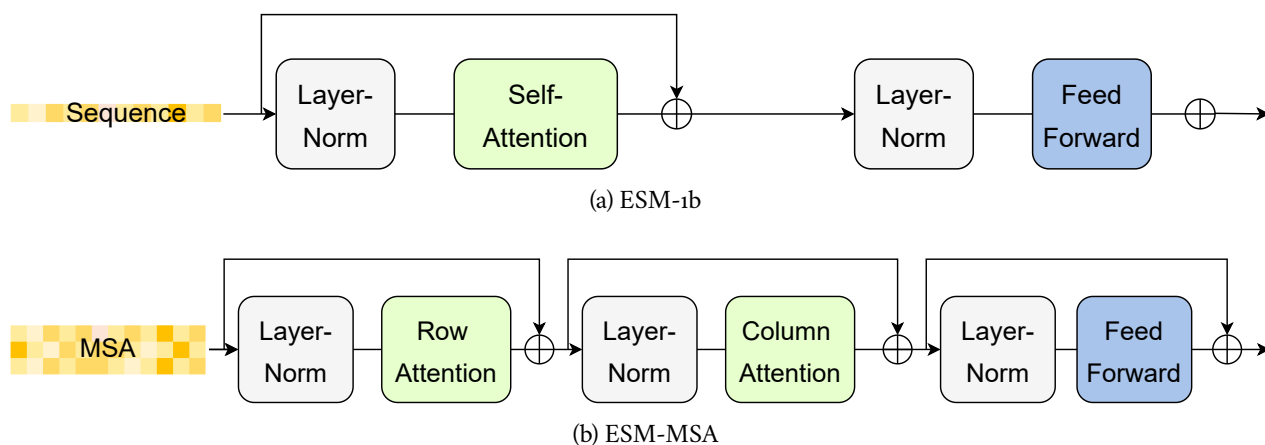 Sequence
Layer-
Norm
Self-
Attention
Layer-
Norm
Feed
Forward
(a) ESM-1b
MSA
Layer-
Norm
Row
Attention
Layer-
Norm
Column
Attention
Layer-
Norm
Feed
Forward
(b) ESM-MSA